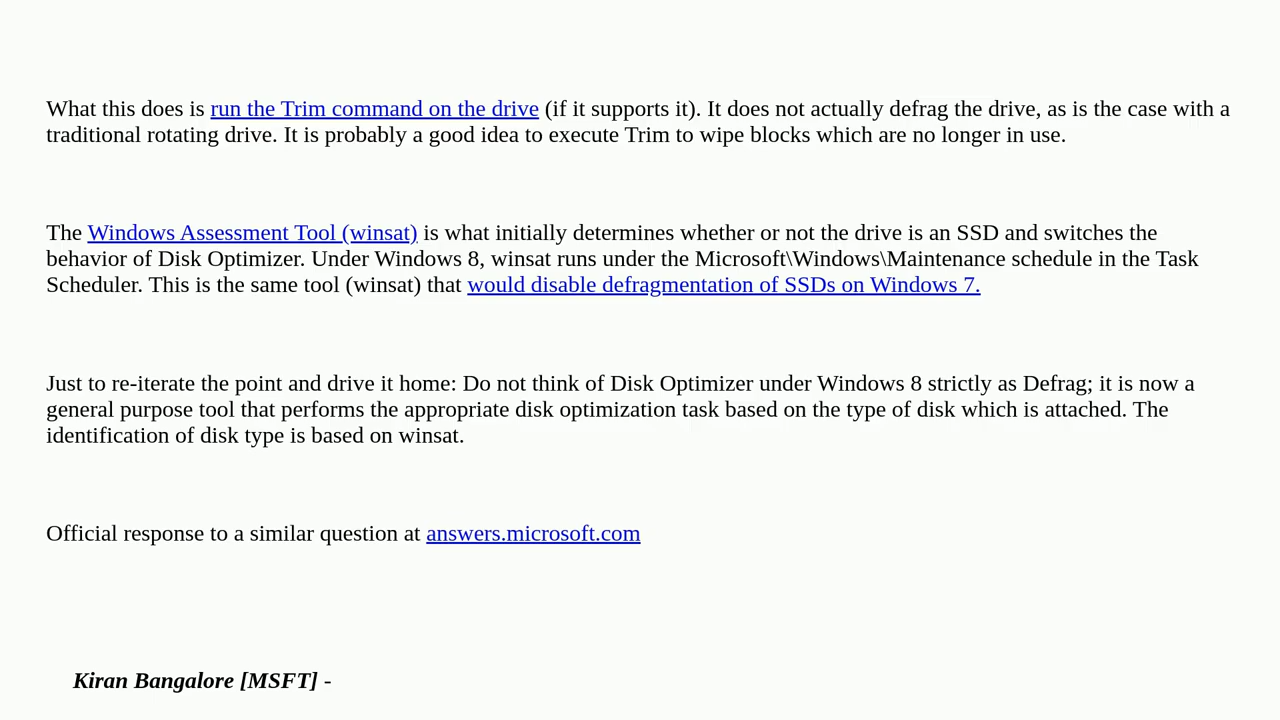 What this does is run the Trim command on the drive (if it supports it). It does not actually defrag the drive, as is the case with a
traditional rotating drive. It is probably a good idea to execute Trim to wipe blocks which are no longer in use.
The Windows Assessment Tool (winsat) is what initially determines whether or not the drive is an SSD and switches the
behavior of Disk Optimizer. Under Windows 8, winsat runs under the Microsoft\Windows\Maintenance schedule in the Task
Scheduler. This is the same tool (winsat) that would disable defragmentation of SSDs on Windows 7.
Just to re-iterate the point and drive it home: Do not think of Disk Optimizer under Windows 8 strictly as Defrag; it is now a
general purpose tool that performs the appropriate disk optimization task based on the type of disk which is attached. The
identification of disk type is based on winsat.
Official response to a similar question at answers.microsoft.com
Kiran Bangalore [MSFT] -